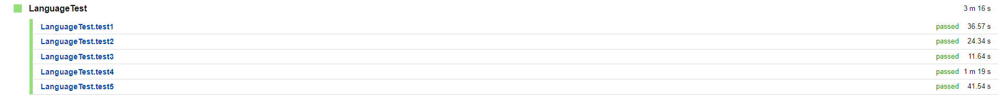 LanguageTest 3 m 16 s
LanguageTest.test1 passed 36.57 s
LanguageTest.test2 passed 24.34 s
LanguageTest.test3 passed 11.64 s
LanguageTest.test4 passed 1 m 19 s
LanguageTest.test5 passed 41.54 s